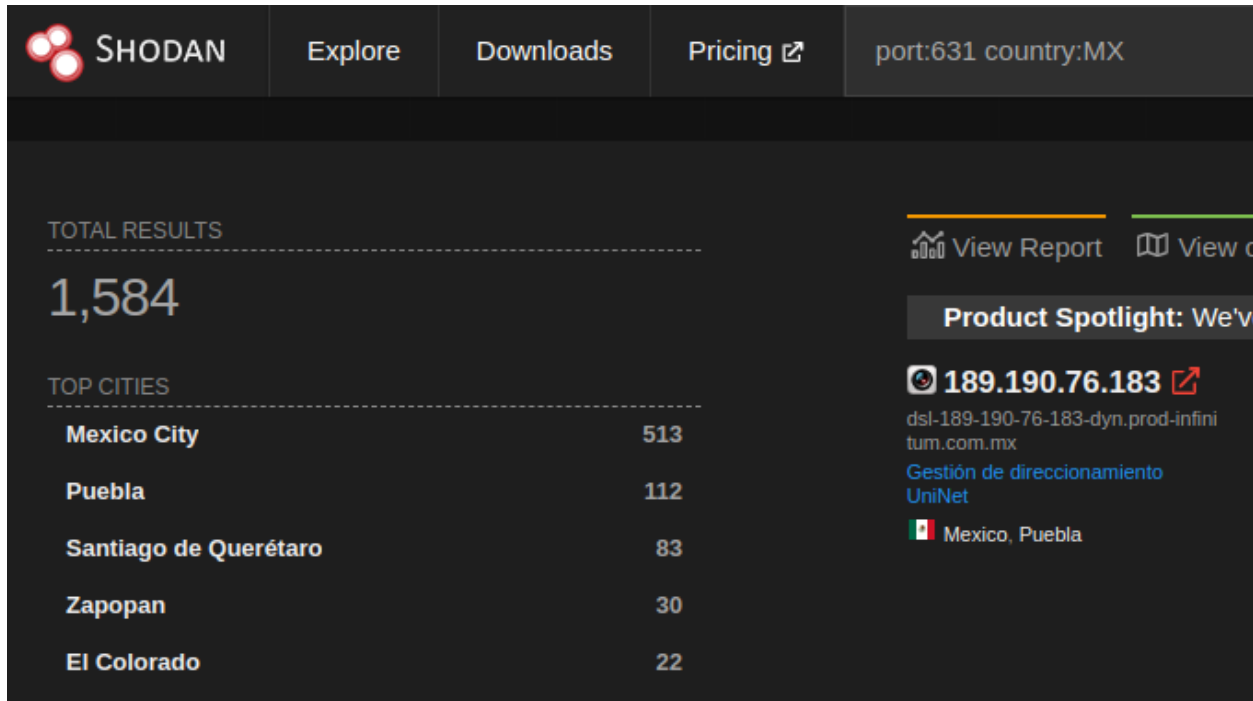 SHODAN
Explore
Downloads
Pricing
port:631 country:MX
TOTAL RESULTS
1,584
TOP CITIES
Mexico City 513
Puebla 112
Santiago de Querétaro 83
Zapopan 30
El Colorado 22
View Report
View
Product Spotlight: We'v
189.190.76.183
dsl-189-190-76-183-dyn.prod-infini
tum.com.mx
Gestión de direccionamiento
UniNet
Mexico, Puebla